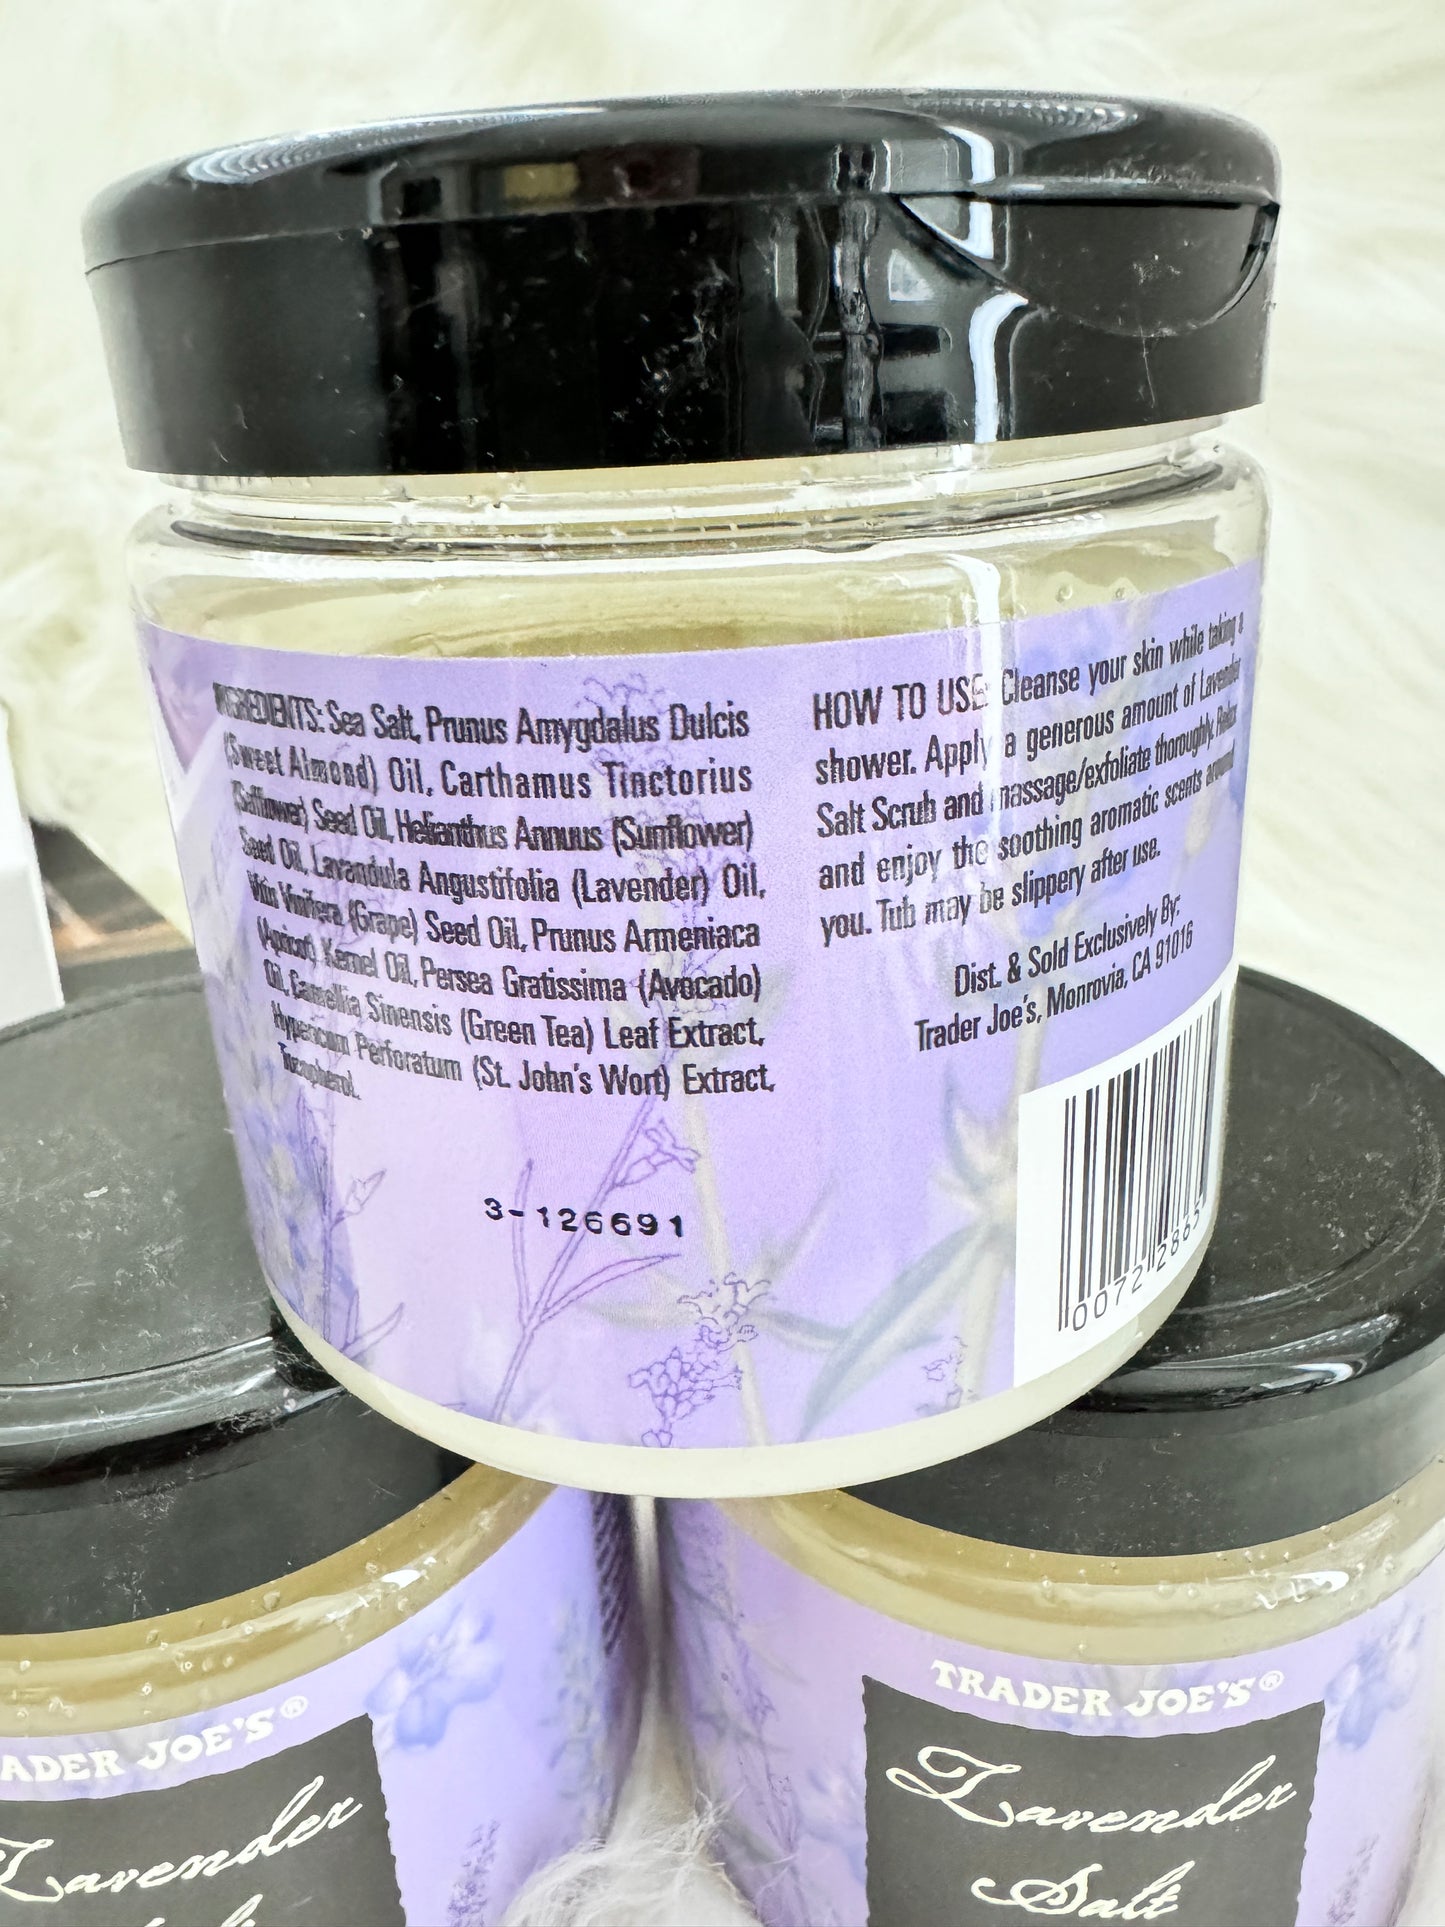 INGREDIENTS: Sea Salt, Prunus Amygdalus Dulcis
(Sweet Almond) Oil, Carthamus Tinctorius
(Safflower) Seed Oil, Helianthus Annuus (Sunflower)
Seed Oil, Lavandula Angustifolia (Lavender) Oil,
Vitis Vinifera (Grape) Seed Oil, Prunus Armeniaca
(Apricot) Kernel Oil, Persea Gratissima (Avocado)
Oil, Camellia Sinensis (Green Tea) Leaf Extract,
Hypericum Perforatum (St. John's Wort) Extract,
Tocopherol.
3-126691
HOW TO USE: Cleanse your skin while taking a
shower. Apply a generous amount of Lavender
Salt Scrub and massage/exfoliate thoroughly. Relax
and enjoy the soothing aromatic scents around
you. Tub may be slippery after use.
Dist. & Sold Exclusively By:
Trader Joe's, Monrovia, CA 91016
0072 2863
ADER JOE'S®
Lavender
TRADER JOE'S®
Lavender
Salt